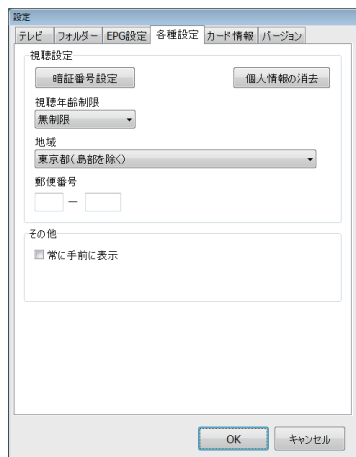 設定
テレビ フォルダー EPG設定 各種設定 カード情報 バージョン
視聴設定
暗証番号設定 個人情報の消去
視聴年齢制限
無制限
地域
東京都(島部を除く)
郵便番号
－
その他
常に手前に表示
OK キャンセル